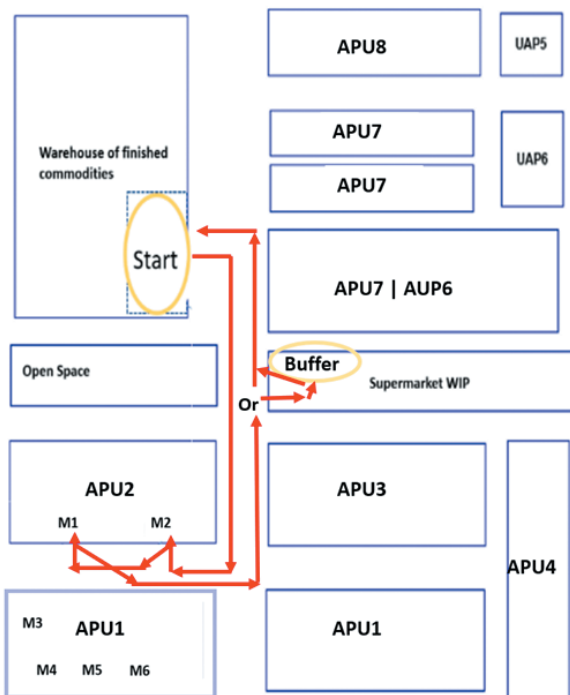 APU8
UAP5
APU7
UAP6
Warehouse of finished
commodities
APU7
Start
APU7 | AUP6
Open Space
Buffer
Supermarket WIP
Or
APU2
APU3
M1
M2
APU4
M3
APU1
APU1
M4
M5
M6